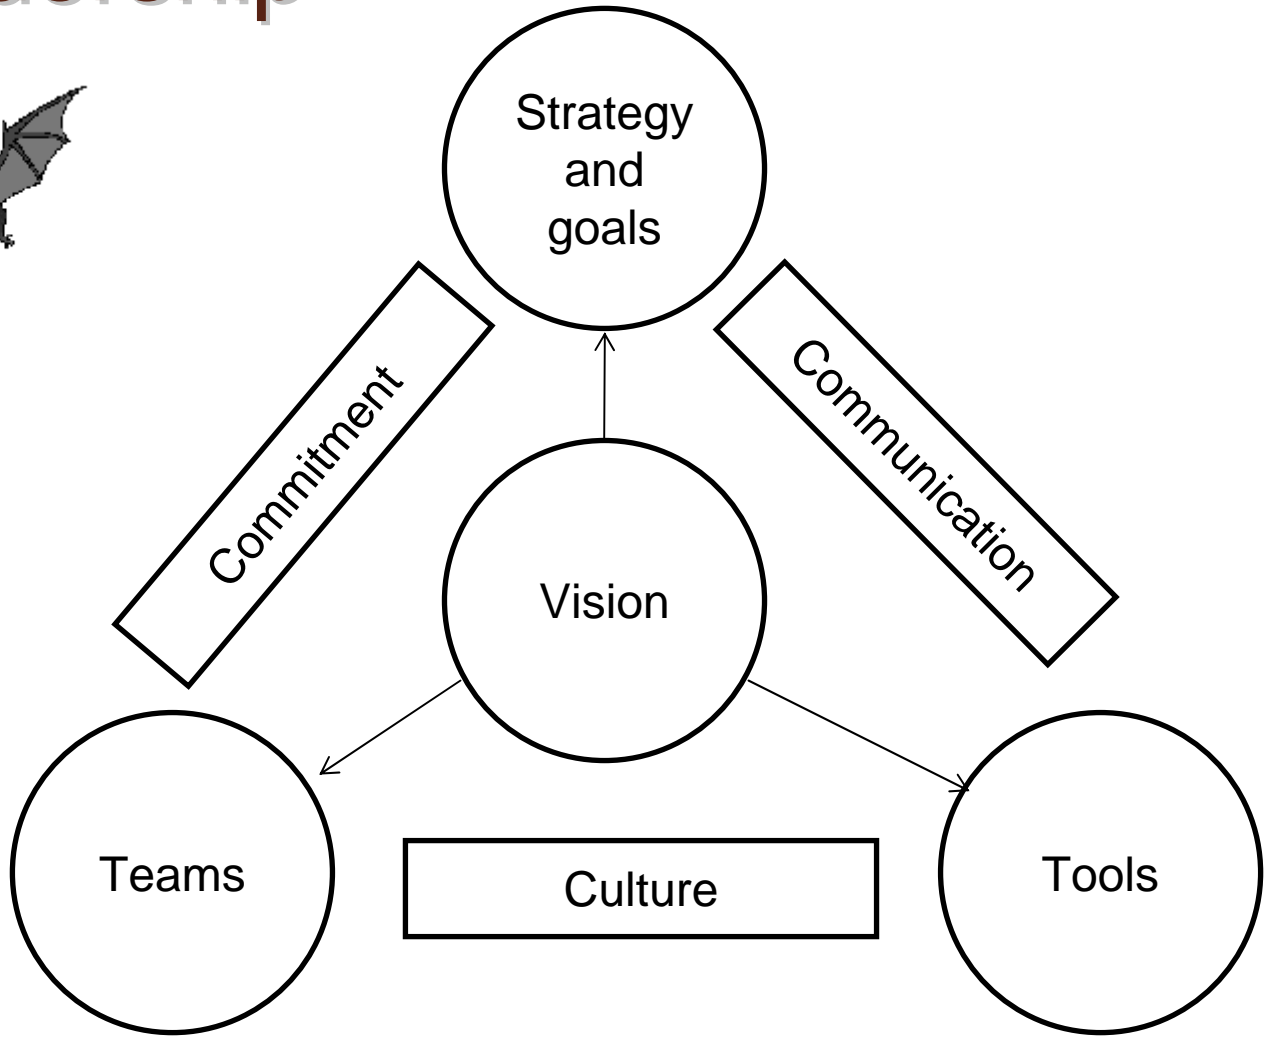 Strategy
and
goals
Commitment
Communication
Vision
Teams
Culture
Tools